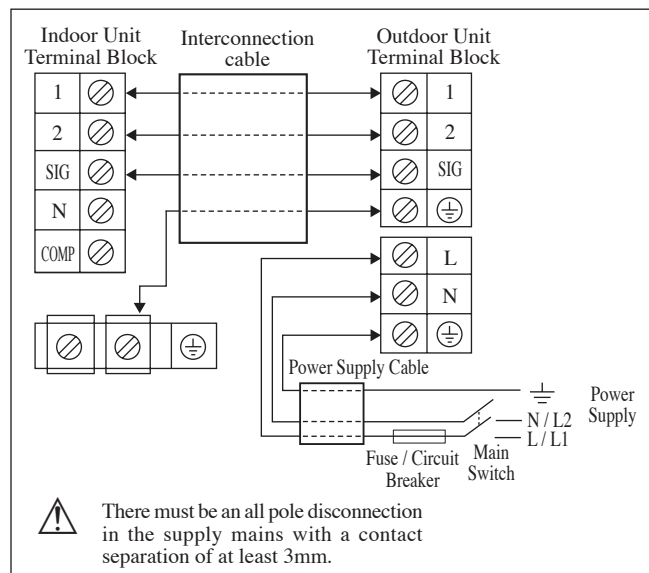 Indoor Unit
Terminal Block
Interconnection
cable
Outdoor Unit
Terminal Block
1
2
SIG
N
COMP
1
2
SIG
L
N
Power Supply Cable
Power
Supply
N / L2
L / L1
Fuse / Circuit
Breaker
Main
Switch
There must be an all pole disconnection
in the supply mains with a contact
separation of at least 3mm.